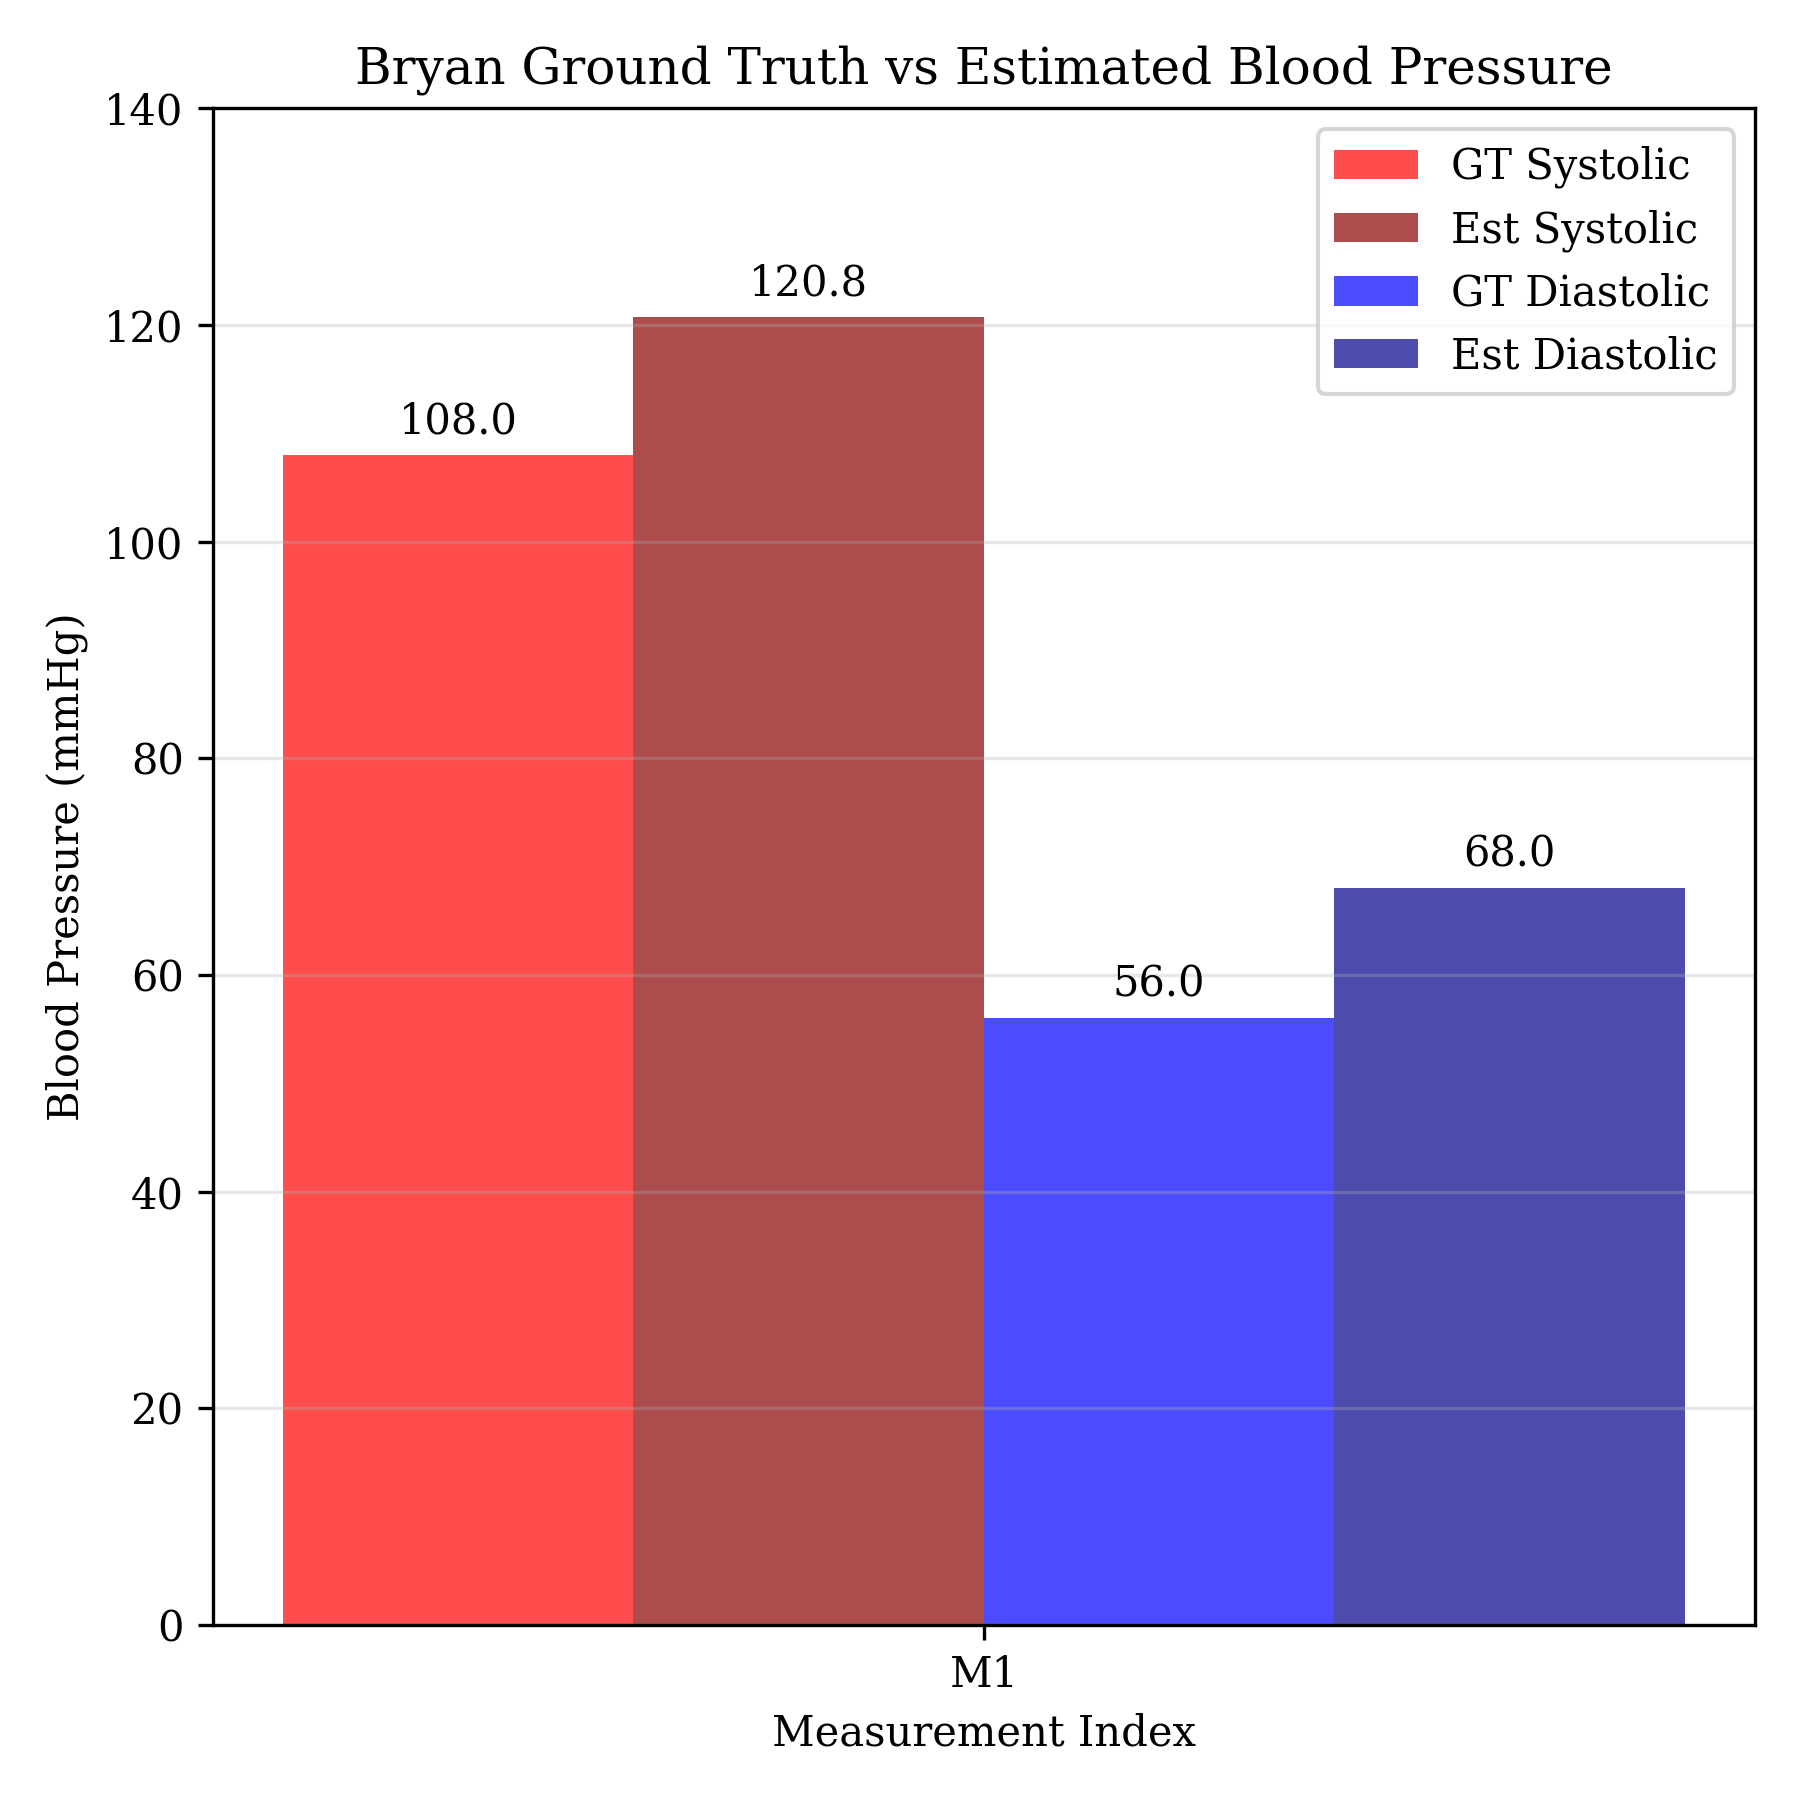 Bryan Ground Truth vs Estimated Blood Pressure
140
120
100
80
60
40
20
0
Blood Pressure (mmHg)
GT Systolic
Est Systolic
GT Diastolic
Est Diastolic
108.0
120.8
56.0
68.0
M1
Measurement Index